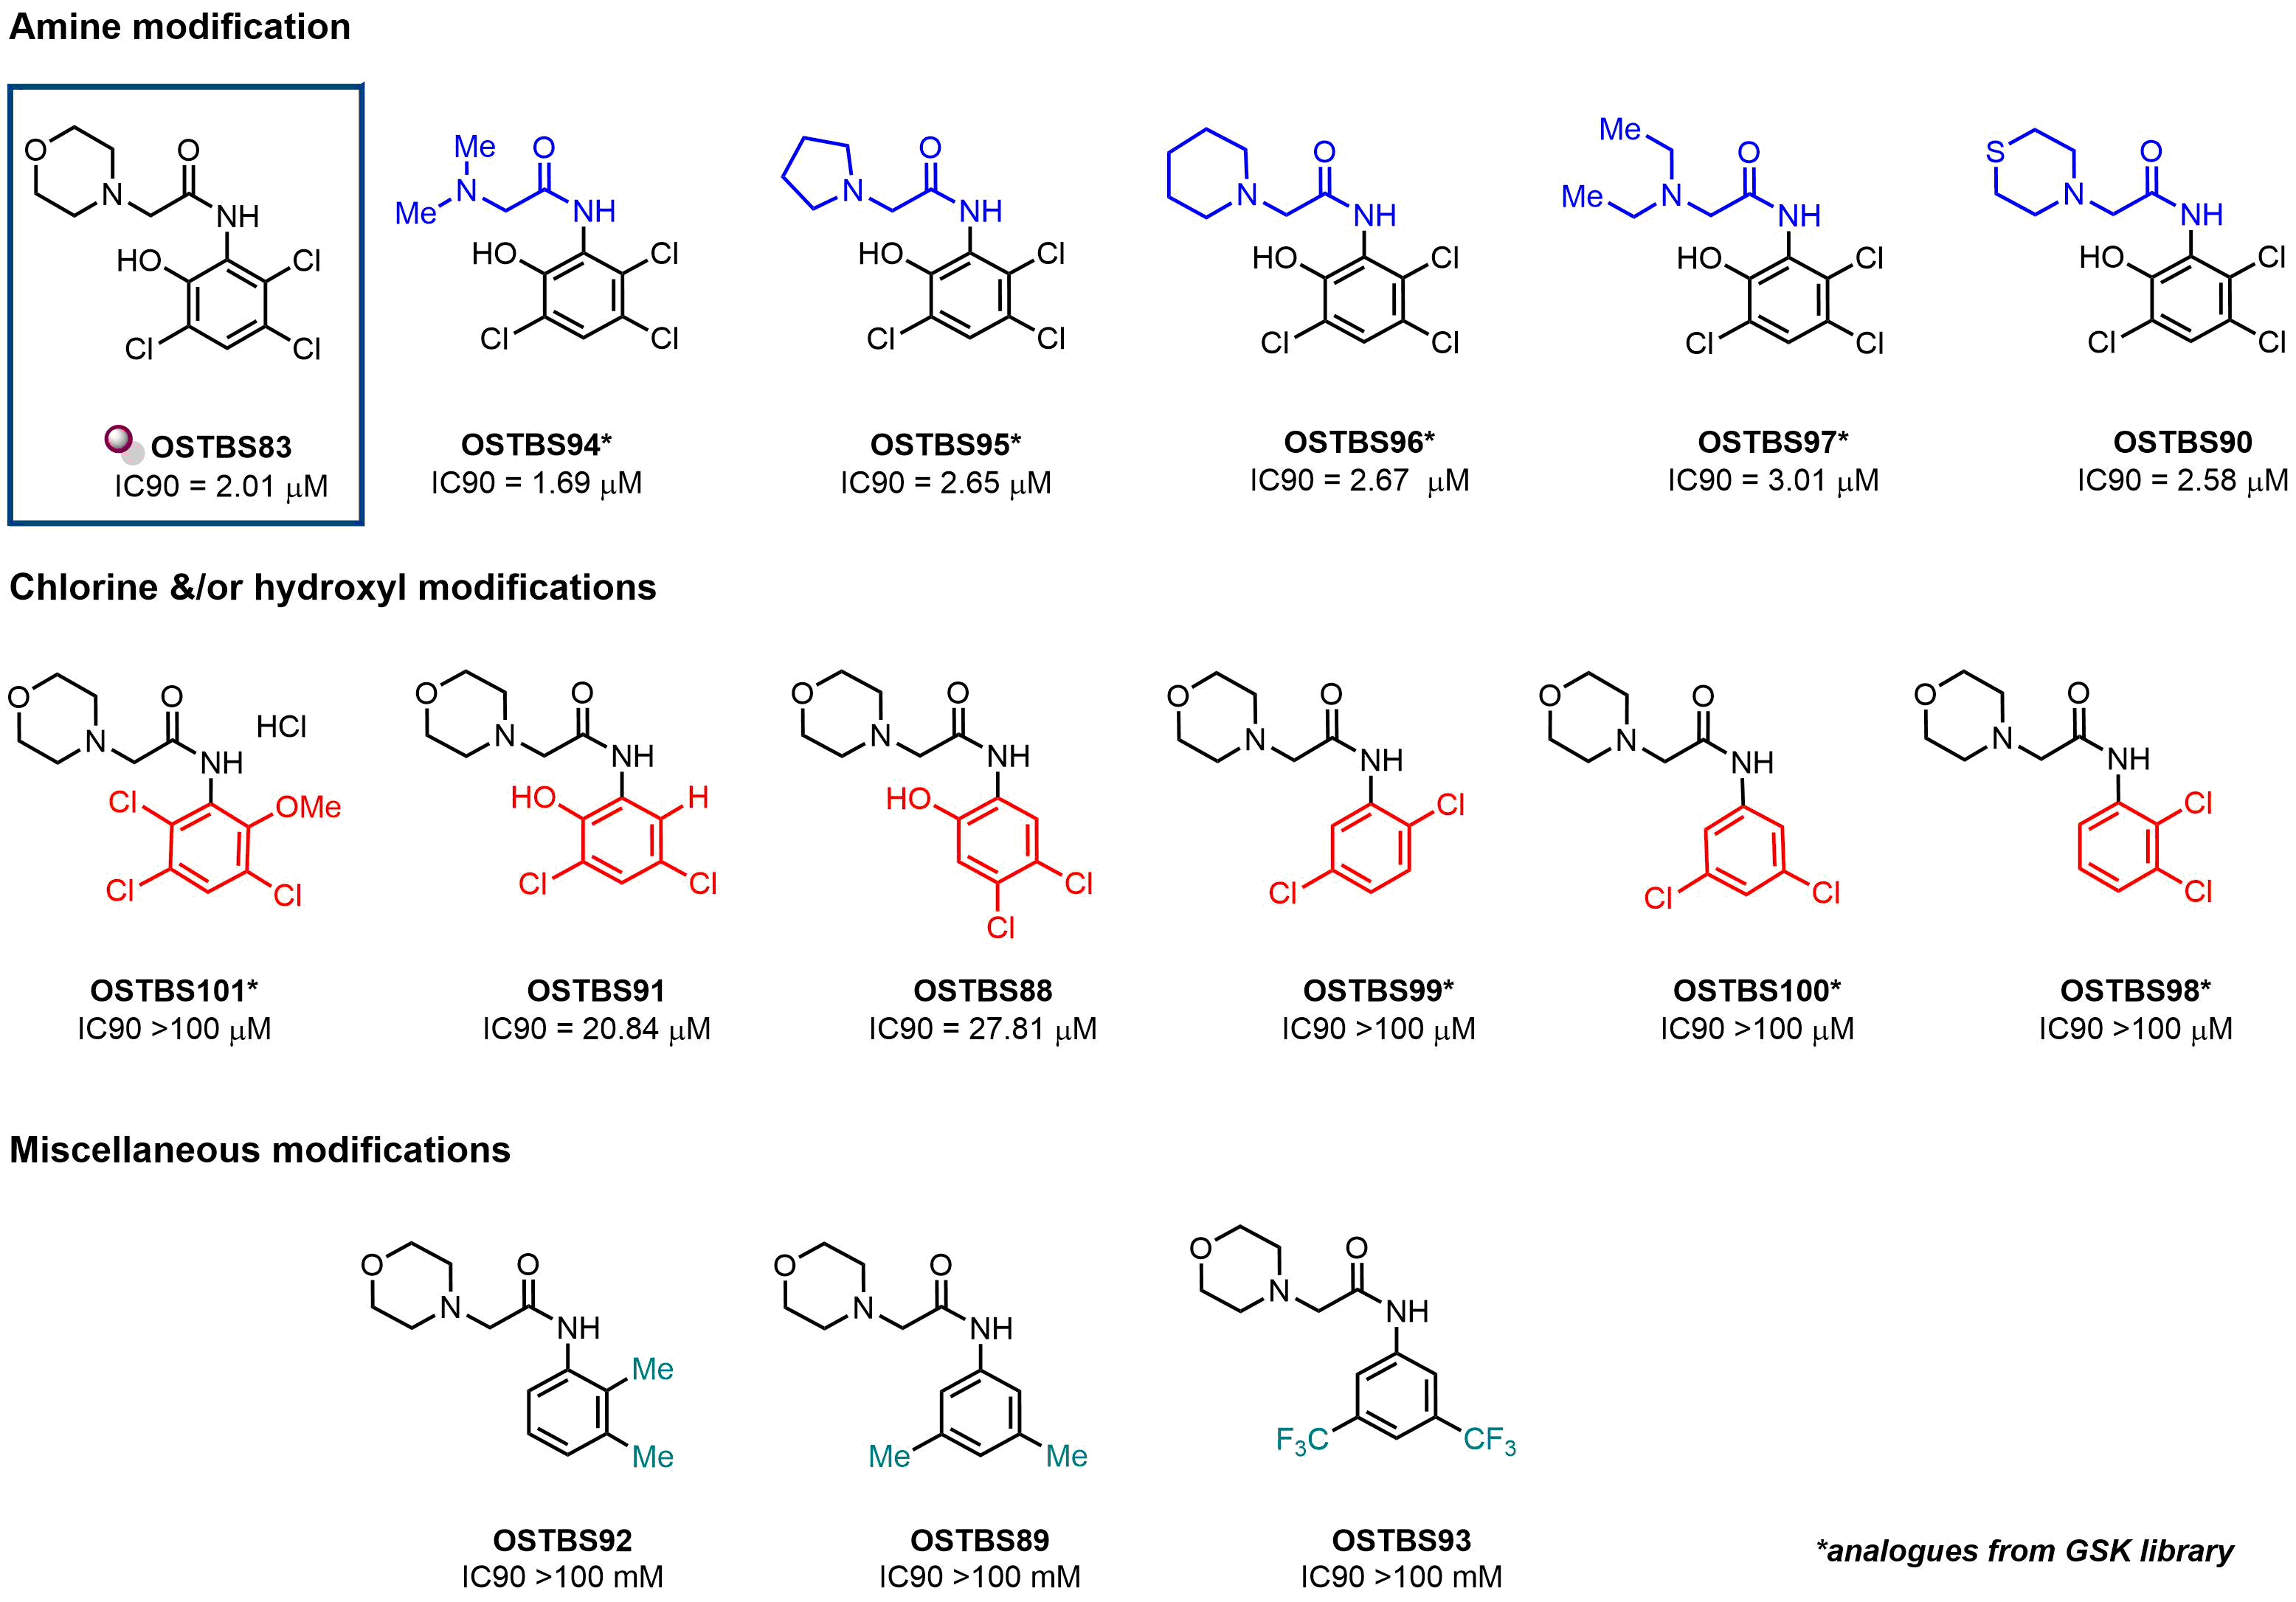 Amine modification
O
N
O
NH
HO
Cl
Cl
Cl
OSTBS83
IC90 = 2.01 μM
Me
N
Me
O
NH
HO
Cl
Cl
Cl
OSTBS94*
IC90 = 1.69 μM
N
O
NH
HO
Cl
Cl
Cl
OSTBS95*
IC90 = 2.65 μM
N
O
NH
HO
Cl
Cl
Cl
OSTBS96*
IC90 = 2.67 μM
Me
Me
N
O
NH
HO
Cl
Cl
Cl
OSTBS97*
IC90 = 3.01 μM
S
N
O
NH
HO
Cl
Cl
Cl
OSTBS90
IC90 = 2.58 μM
Chlorine &/or hydroxyl modifications
O
N
O
NH
HCl
Cl
OMe
Cl
Cl
OSTBS101*
IC90 >100 μM
O
N
O
NH
HO
H
Cl
Cl
OSTBS91
IC90 = 20.84 μM
O
N
O
NH
HO
Cl
Cl
OSTBS88
IC90 = 27.81 μM
O
N
O
NH
Cl
Cl
OSTBS99*
IC90 >100 μM
O
N
O
NH
Cl
Cl
OSTBS100*
IC90 >100 μM
O
N
O
NH
Cl
Cl
OSTBS98*
IC90 >100 μM
Miscellaneous modifications
O
N
O
NH
Me
Me
OSTBS92
IC90 >100 mM
O
N
O
NH
Me
Me
OSTBS89
IC90 >100 mM
O
N
O
NH
F₃C
CF₃
OSTBS93
IC90 >100 mM
*analogues from GSK library